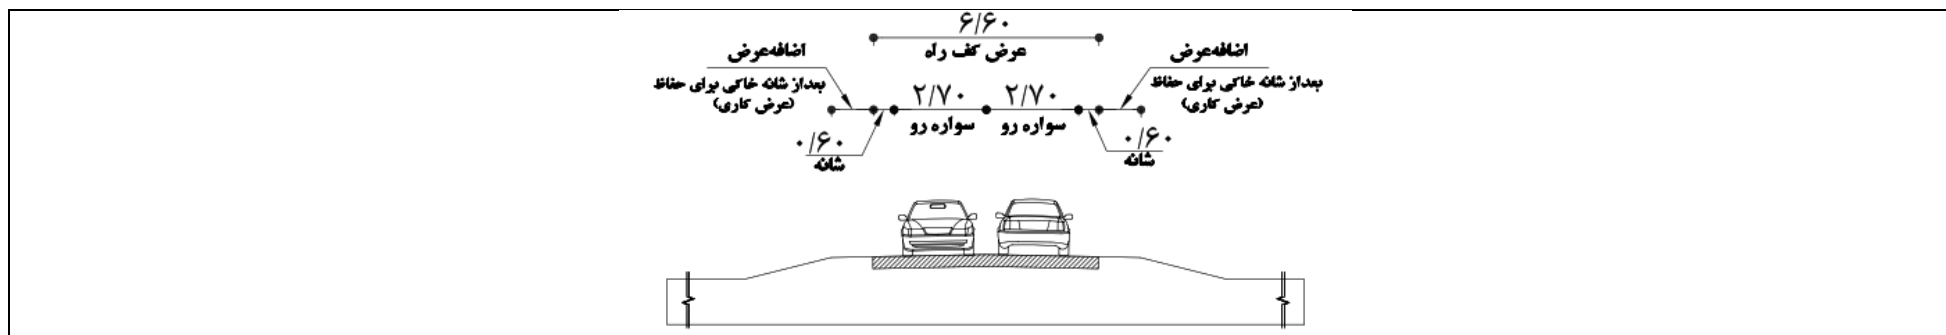 ۶/۶۰
عرض کف راه
اضافه‌عرض
بعداز شانه خاکی برای حفاظ
(عرض کاری)
اضافه‌عرض
بعداز شانه خاکی برای حفاظ
(عرض کاری)
۲/۷۰
سواره رو
۲/۷۰
سواره رو
۰/۶۰
شانه
۰/۶۰
شانه